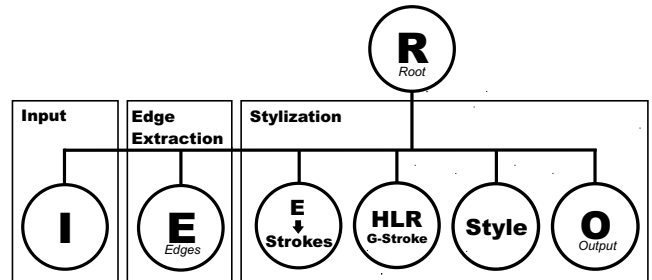 R
Root
Input
Edge
Extraction
Stylization
I
E
Edges
E
Strokes
HLR
G-Stroke
Style
O
Output